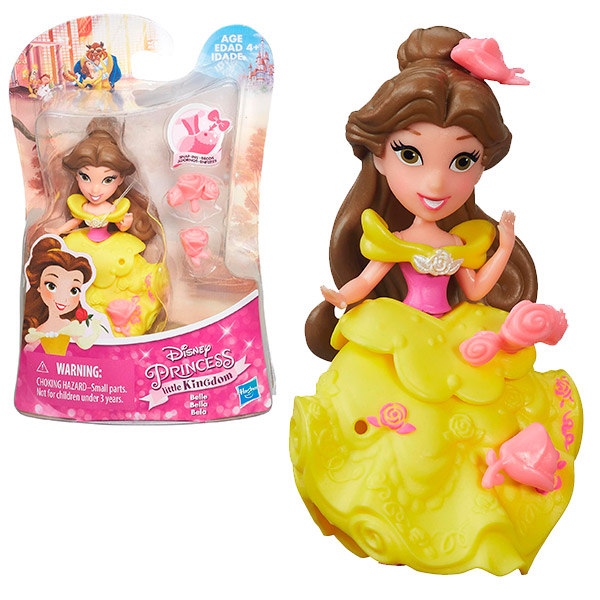 AGE
EDAD 4+
IDADE
WARNING:
CHOKING HAZARD–Small parts.
Not for children under 3 years.
Disney
PRINCESS
little Kingdom
Belle
Bella
Bela
Hasbro